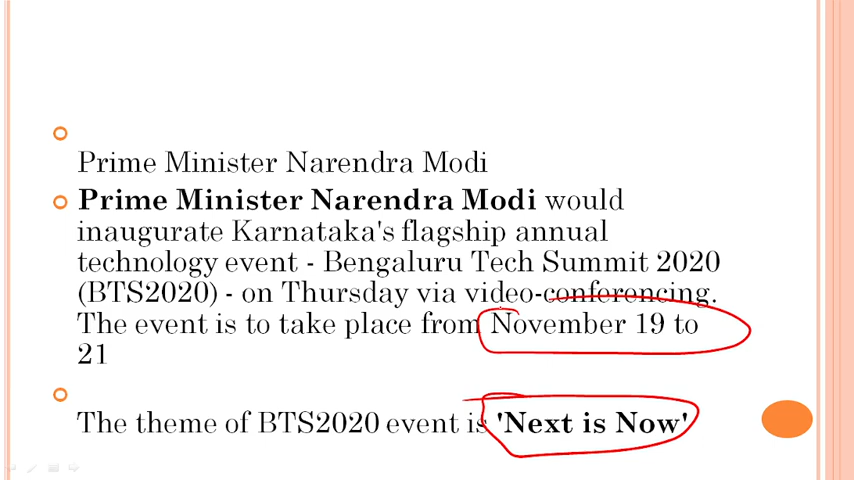 Prime Minister Narendra Modi
Prime Minister Narendra Modi would
inaugurate Karnataka's flagship annual
technology event - Bengaluru Tech Summit 2020
(BTS2020) - on Thursday via video-conferencing.
The event is to take place from November 19 to
21
The theme of BTS2020 event is 'Next is Now'